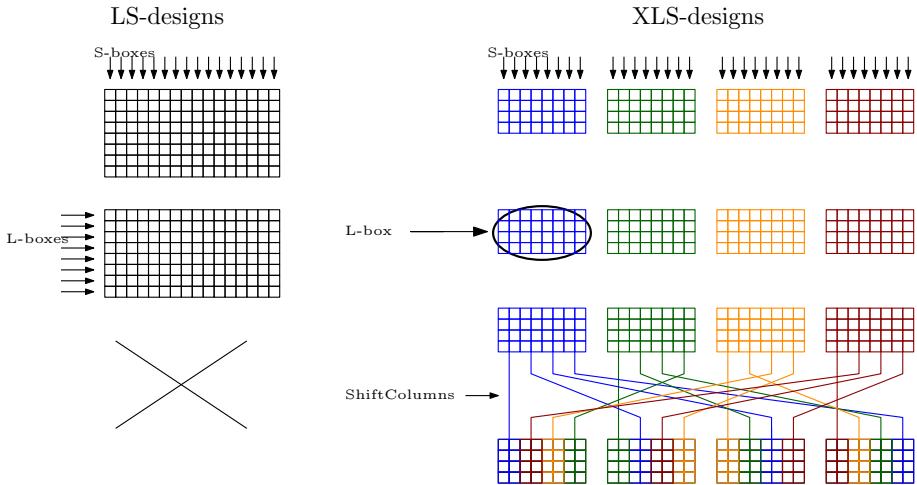 LS-designs
XLS-designs
S-boxes
S-boxes
L-boxes
L-box
ShiftColumns